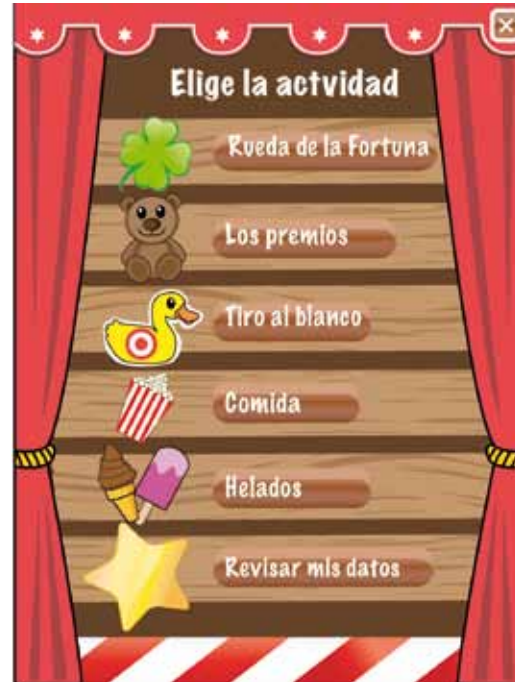 Elige la actvidad
Rueda de la Fortuna
Los premios
Tiro al blanco
Comida
Helados
Revisar mis datos